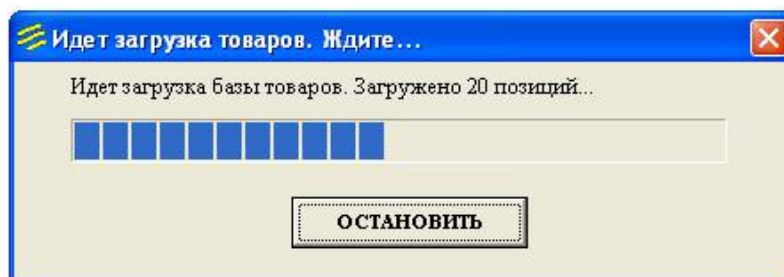 Идет загрузка товаров. Ждите...
Идет загрузка базы товаров. Загружено 20 позиций...
ОСТАНОВИТЬ